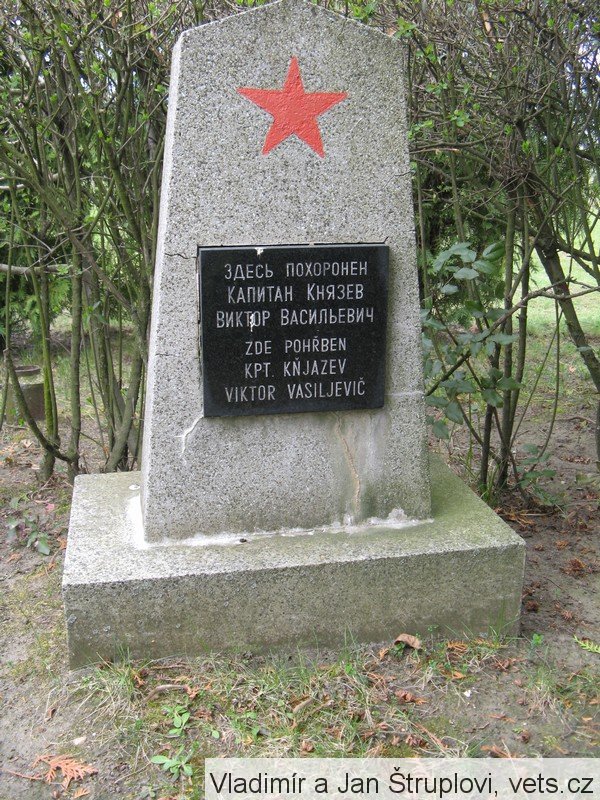 ЗДЕСЬ ПОХОРОНЕН
КАПИТАН КНЯЗЕВ
ВИКТОР ВАСИЛЬЕВИЧ
ZDE POHŘBEN
KPT. KŇJAZEV
VIKTOR VASILJEVIČ
Vladimír a Jan Štruplovi, vets.cz